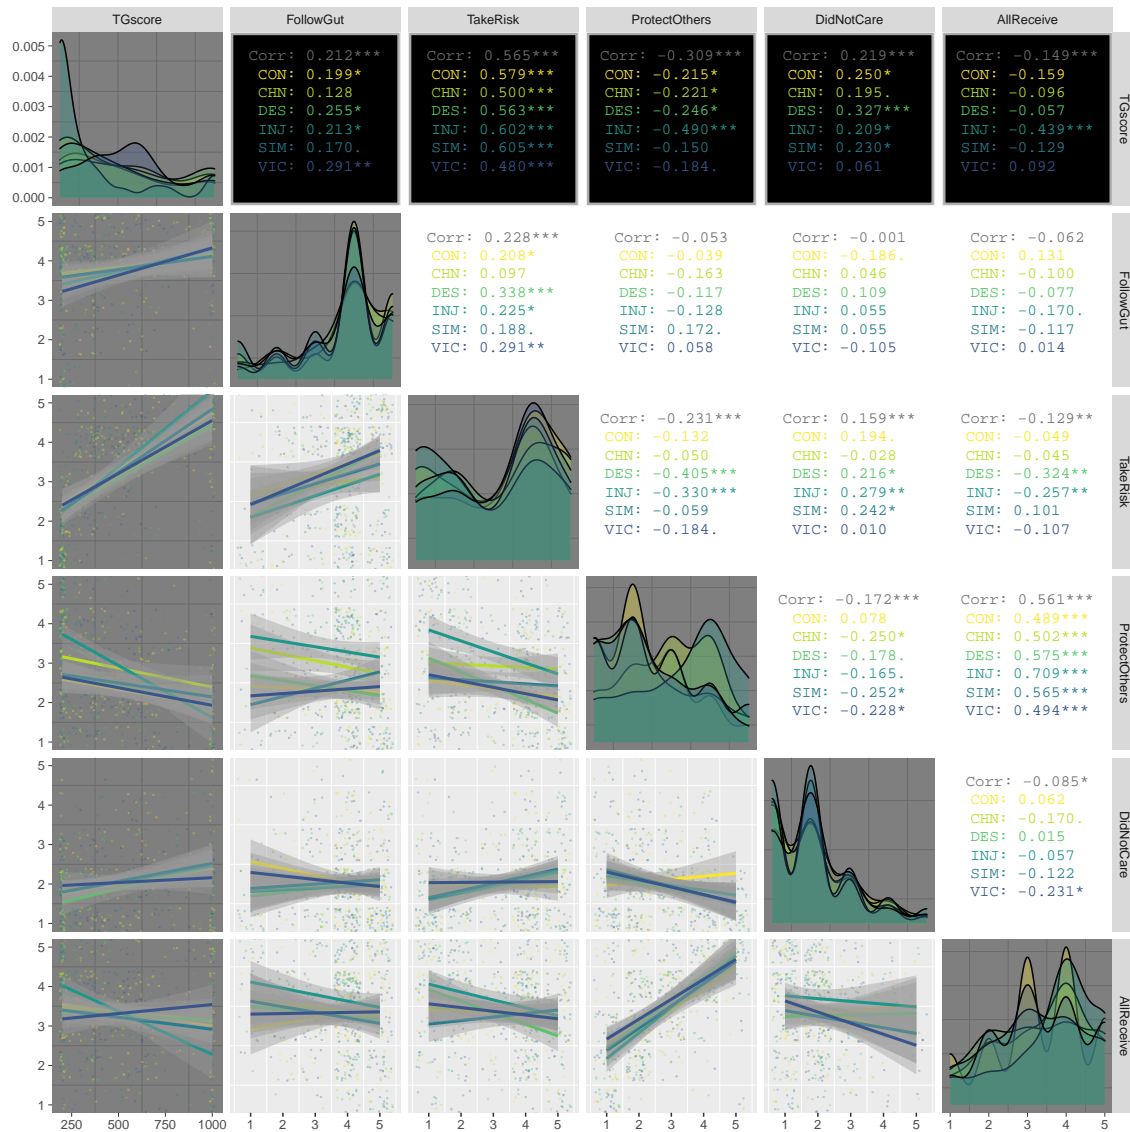 TGscore FollowGut TakeRisk ProtectOthers DidNotCare AllReceive
0.005
0.004
0.003
0.002
0.001
0.000
Corr: 0.212***
CON: 0.199*
CHN: 0.128
DES: 0.255*
INJ: 0.213*
SIM: 0.170.
VIC: 0.291**
Corr: 0.565***
CON: 0.579***
CHN: 0.500***
DES: 0.563***
INJ: 0.602***
SIM: 0.605***
VIC: 0.480***
Corr: -0.309***
CON: -0.215*
CHN: -0.221*
DES: -0.246*
INJ: -0.490***
SIM: -0.150
VIC: -0.184.
Corr: 0.219***
CON: 0.250*
CHN: 0.195.
DES: 0.327***
INJ: 0.209*
SIM: 0.230*
VIC: 0.061
Corr: -0.149***
CON: -0.159
CHN: -0.096
DES: -0.057
INJ: -0.439***
SIM: -0.129
VIC: 0.092
TGscore
5
4
3
2
1
Corr: 0.228***
CON: 0.208*
CHN: 0.097
DES: 0.338***
INJ: 0.225*
SIM: 0.188.
VIC: 0.291**
Corr: -0.053
CON: -0.039
CHN: -0.163
DES: -0.117
INJ: -0.128
SIM: 0.172.
VIC: 0.058
Corr: -0.001
CON: -0.186.
CHN: 0.046
DES: 0.109
INJ: 0.055
SIM: 0.055
VIC: -0.105
Corr: -0.062
CON: 0.131
CHN: -0.100
DES: -0.077
INJ: -0.170.
SIM: -0.117
VIC: 0.014
FollowGut
5
4
3
2
1
Corr: -0.231***
CON: -0.132
CHN: -0.050
DES: -0.405***
INJ: -0.330***
SIM: -0.059
VIC: -0.184.
Corr: 0.159***
CON: 0.194.
CHN: -0.028
DES: 0.216*
INJ: 0.279**
SIM: 0.242*
VIC: 0.010
Corr: -0.129**
CON: -0.049
CHN: -0.045
DES: -0.324**
INJ: -0.257**
SIM: 0.101
VIC: -0.107
TakeRisk
5
4
3
2
1
Corr: -0.172***
CON: 0.078
CHN: -0.250*
DES: -0.178.
INJ: -0.165.
SIM: -0.252*
VIC: -0.228*
Corr: 0.561***
CON: 0.489***
CHN: 0.502***
DES: 0.575***
INJ: 0.709***
SIM: 0.565***
VIC: 0.494***
ProtectOthers
5
4
3
2
1
Corr: -0.085*
CON: 0.062
CHN: -0.170.
DES: 0.015
INJ: -0.057
SIM: -0.122
VIC: -0.231*
DidNotCare
5
4
3
2
1
AllReceive
250 500 750 1000 1 2 3 4 5 1 2 3 4 5 1 2 3 4 5 1 2 3 4 5 1 2 3 4 5